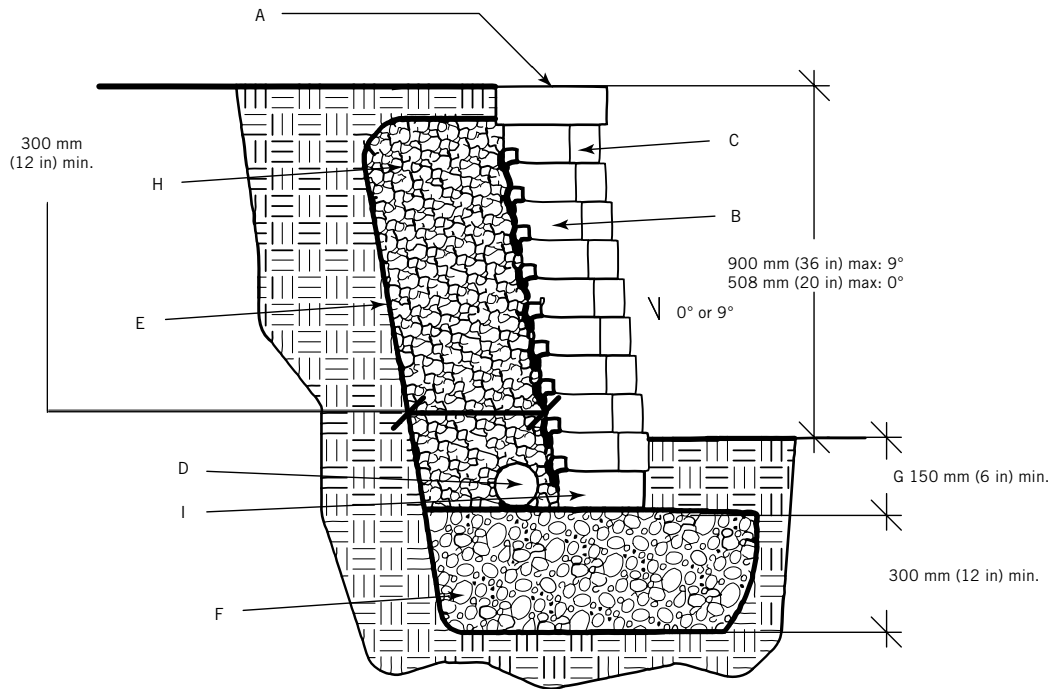 A
300 mm
(12 in) min.
C
H
B
900 mm (36 in) max: 9°
508 mm (20 in) max: 0°
E
0° or 9°
D
G 150 mm (6 in) min.
I
300 mm (12 in) min.
F